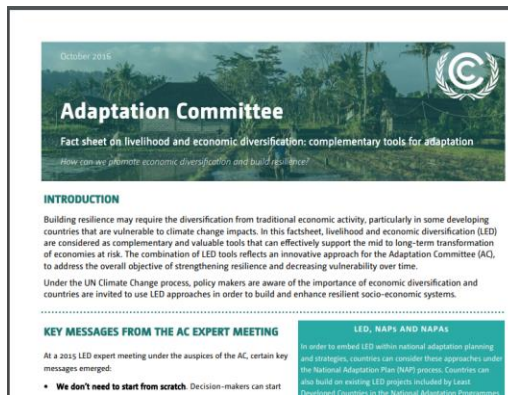 October 2016
Adaptation Committee
Fact sheet on livelihood and economic diversification: complementary tools for adaptation
How can we promote economic diversification and build resilience?
INTRODUCTION
Building resilience may require the diversification from traditional economic activity, particularly in some developing
countries that are vulnerable to climate change impacts. In this factsheet, livelihood and economic diversification (LED)
are considered as complementary and valuable tools that can effectively support the mid to long-term transformation
of economies at risk. The combination of LED tools reflects an innovative approach for the Adaptation Committee (AC),
to address the overall objective of strengthening resilience and decreasing vulnerability over time.
Under the UN Climate Change process, policy makers are aware of the importance of economic diversification and
countries are invited to use LED approaches in order to build and enhance resilient socio-economic systems.
KEY MESSAGES FROM THE AC EXPERT MEETING
At a 2015 LED expert meeting under the auspices of the AC, certain key
messages emerged:
• We don't need to start from scratch. Decision-makers can start
LED, NAPs AND NAPAs
In order to embed LED within national adaptation planning
and strategies, countries can consider these approaches under
the National Adaptation Plan (NAP) process. Countries can
also build on existing LED projects included by Least
Developed Countries in the National Adaptation Programmes